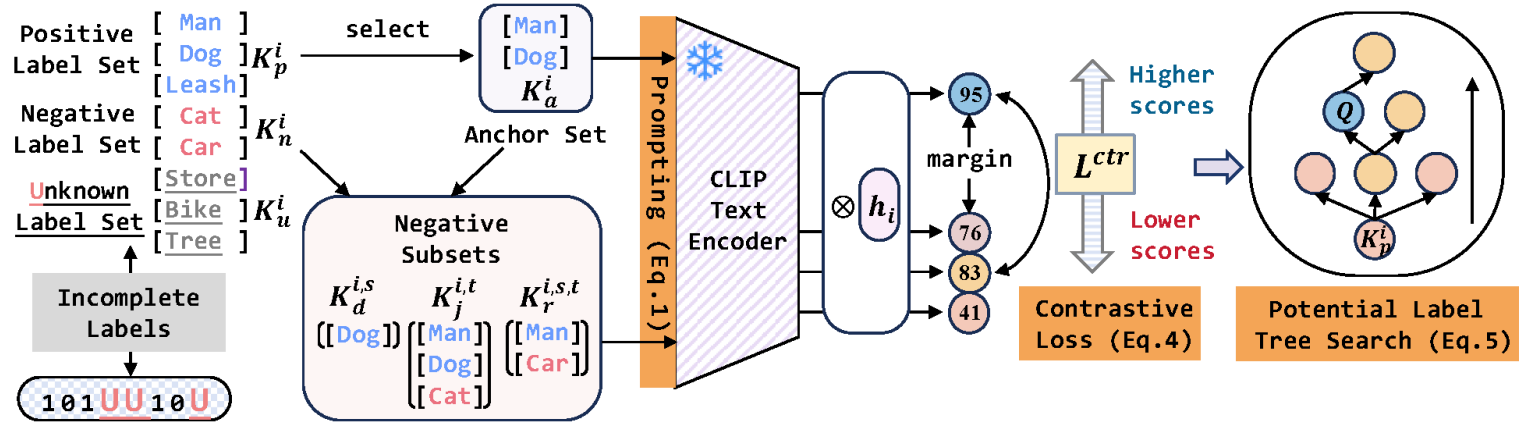 Positive
Label Set
[ Man ]
[ Dog ]
[Leash]
K_p^i
Negative
Label Set
[ Cat ]
[ Car ]
K_n^i
Unknown
Label Set
[Store]
[ Bike ]
[ Tree ]
K_u^i
Incomplete
Labels
101UU10U
select
[Man]
[Dog]
K_a^i
Anchor Set
Negative
Subsets
K_d^{i,s}
([Dog])
K_j^{i,t}
[Man]
[Dog]
[Cat]
K_r^{i,s,t}
[Man]
[Car]
Prompting (Eq.1)
CLIP
Text
Encoder
⊗ h_i
95
margin
76
83
41
Higher
scores
L^{ctr}
Lower
scores
Contrastive
Loss (Eq.4)
Q
K_p^i
Potential Label
Tree Search (Eq.5)